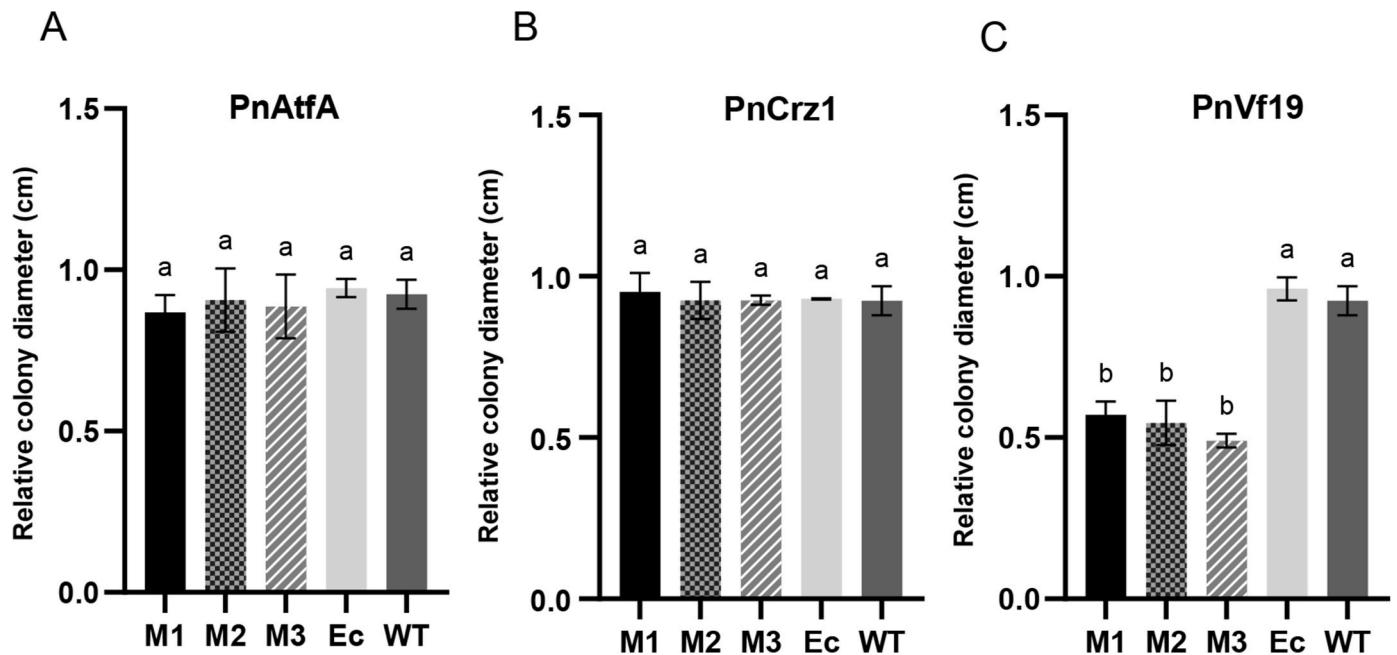 A
PnAtfA
Relative colony diameter (cm)
1.5
1.0
0.5
0.0
a
a
a
a
a
M1
M2
M3
Ec
WT
B
PnCrz1
Relative colony diameter (cm)
1.5
1.0
0.5
0.0
a
a
a
a
a
M1
M2
M3
Ec
WT
C
PnVf19
Relative colony diameter (cm)
1.5
1.0
0.5
0.0
b
b
b
a
a
M1
M2
M3
Ec
WT